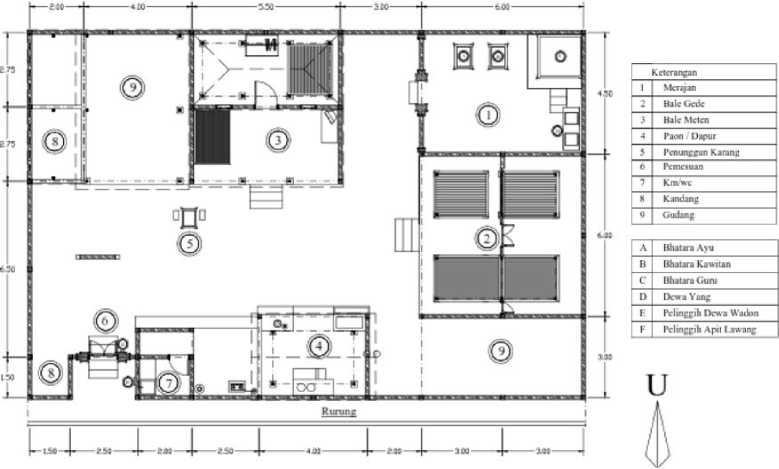 2.00 4.00 5.50 3.00 6.00
2.75
2.75
6.50
1.50
4.50
6.00
3.00
9
8
3
1
5
2
6
4
9
8
7
Rurung
1.50 2.50 2.00 2.50 4.00 2.00 3.00 3.00
Keterangan
1 Merajan
2 Bale Gede
3 Bale Meten
4 Paon / Dapur
5 Penunggun Karang
6 Pemesuan
7 Km/wc
8 Kandang
9 Gudang
A Bhatara Ayu
B Bhatara Kawitan
C Bhatara Guru
D Dewa Yang
E Pelinggih Dewa Wadon
F Pelinggih Apit Lawang
U